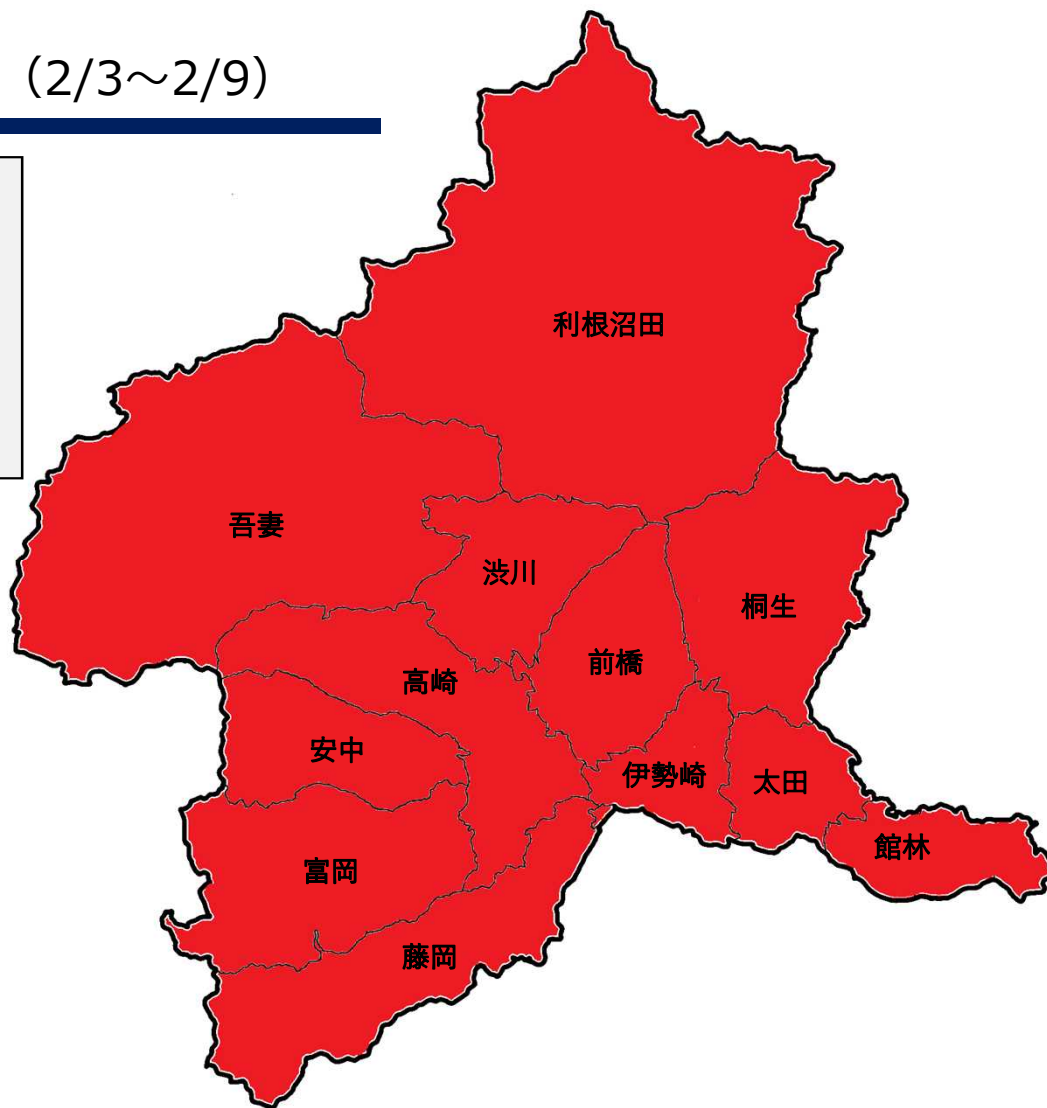 （2/3～2/9）
利根沼田
吾妻
渋川
桐生
前橋
高崎
安中
伊勢崎
太田
館林
富岡
藤岡